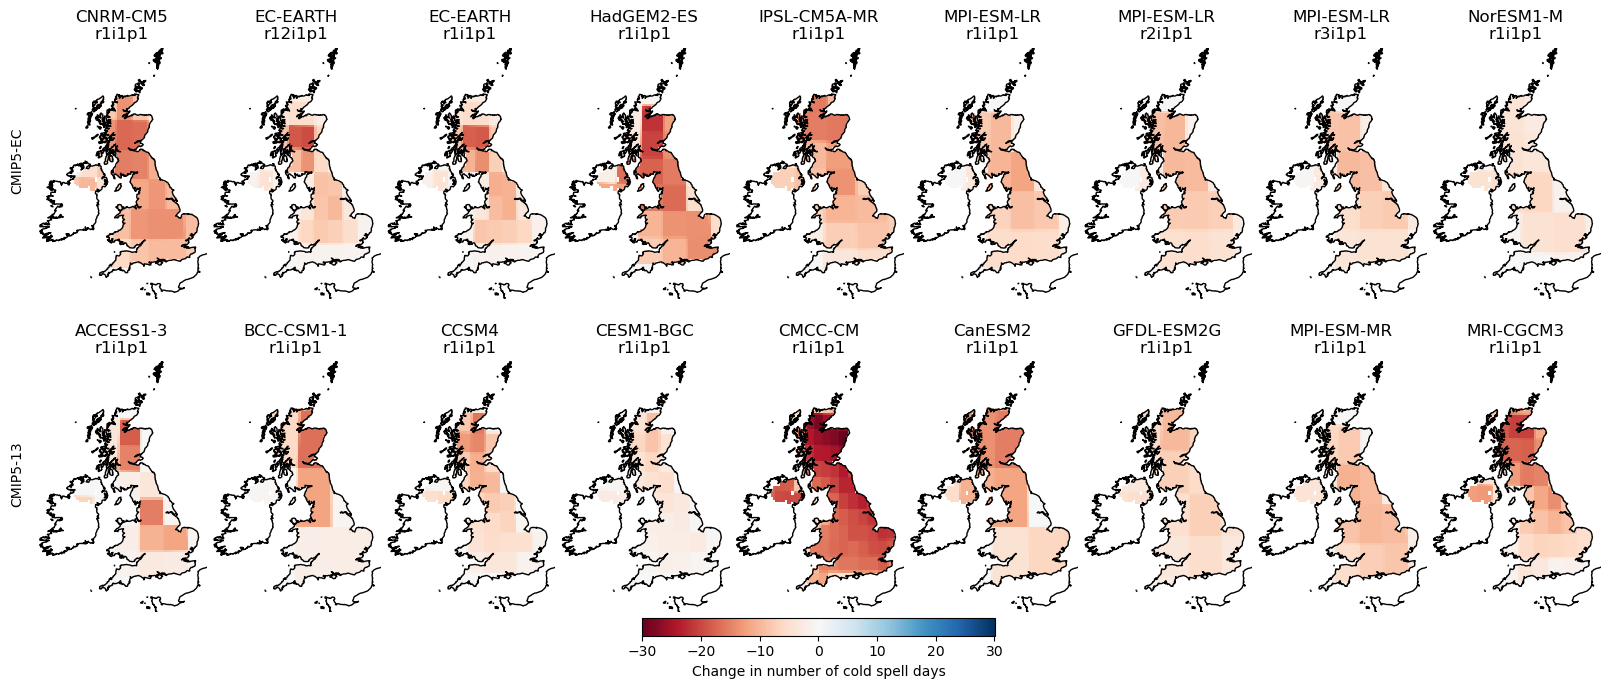 CNRM-CM5 EC-EARTH EC-EARTH HadGEM2-ES IPSL-CM5A-MR MPI-ESM-LR MPI-ESM-LR MPI-ESM-LR NorESM1-M
r1i1p1 r12i1p1 r1i1p1 r1i1p1 r1i1p1 r1i1p1 r2i1p1 r3i1p1 r1i1p1
CMIP5-EC
ACCESS1-3 BCC-CSM1-1 CCSM4 CESM1-BGC CMCC-CM CanESM2 GFDL-ESM2G MPI-ESM-MR MRI-CGCM3
r1i1p1 r1i1p1 r1i1p1 r1i1p1 r1i1p1 r1i1p1 r1i1p1 r1i1p1 r1i1p1
CMIP5-13
−30 −20 −10 0 10 20 30
Change in number of cold spell days